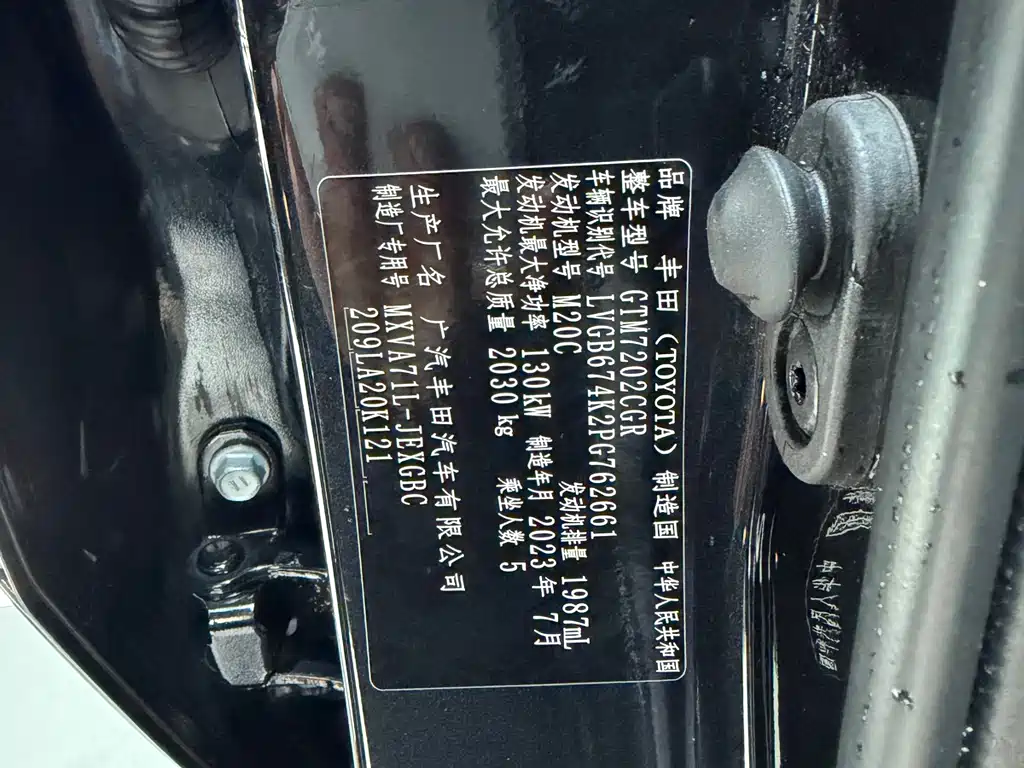 品牌 丰田(TOYOTA) 制造国 中华人民共和国
整车型号 GTM7202CGR
车辆识别代号 LVGB674K2PG762661
发动机型号 M20C 发动机排量 1987mL
发动机最大净功率 130kW 制造年月 2023年 7月
最大允许总质量 2030 kg 乘坐人数 5
生产厂名 广汽丰田汽车有限公司
制造厂专用号 MXVA71L-JEXGBC
209LA20K121